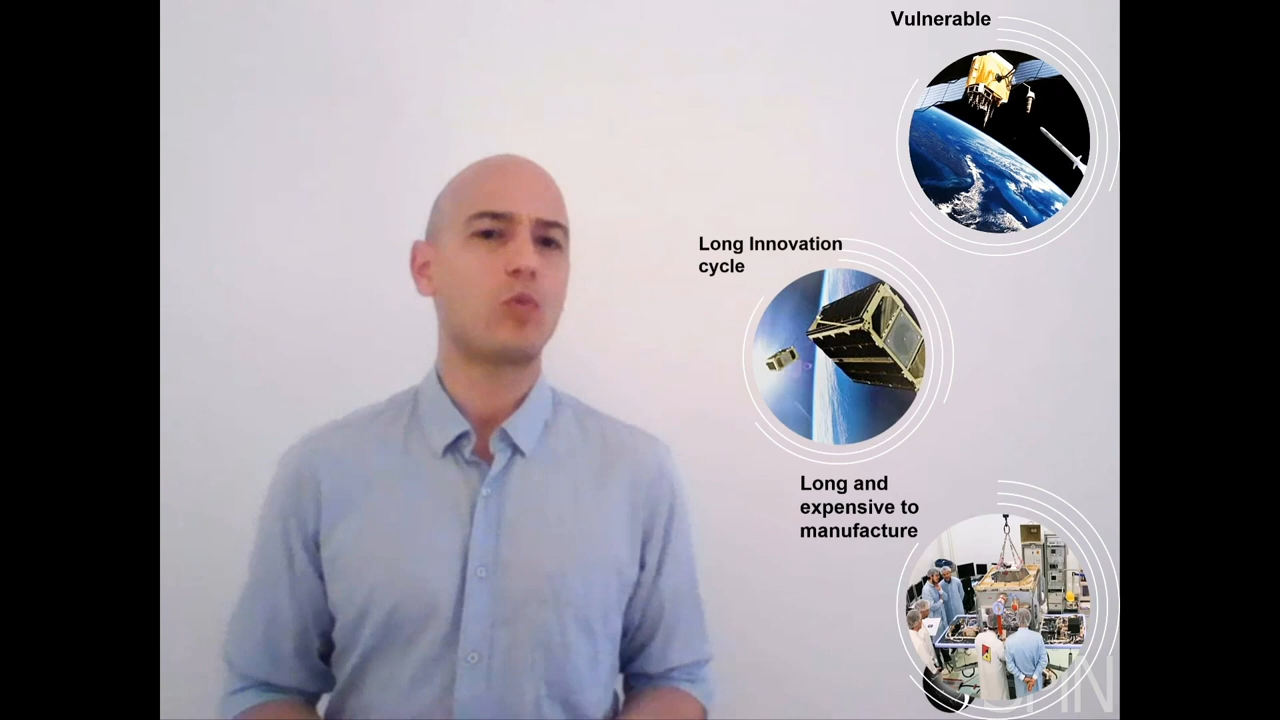 Vulnerable
Long Innovation
cycle
Long and
expensive to
manufacture